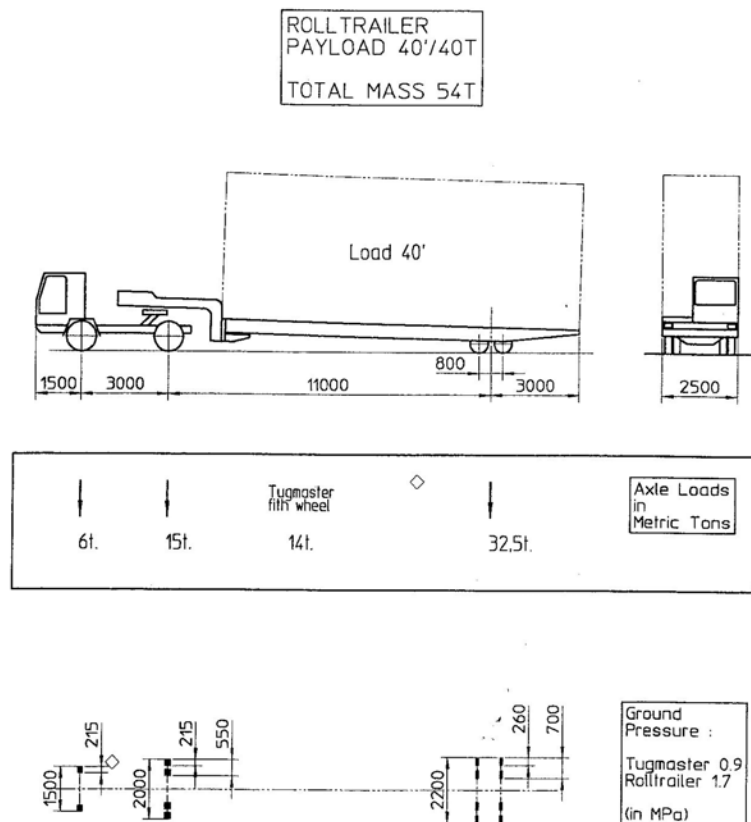 ROLLTRAILER
PAYLOAD 40'/40T
TOTAL MASS 54T
Load 40'
800
1500
3000
11000
3000
2500
Tugmaster
fith wheel
Axle Loads
in
Metric Tons
6t.
15t.
14t.
32,5t.
215
215
550
260
700
1500
2000
2200
Ground
Pressure :
Tugmaster 0.9
Rolltrailer 1.7
(in MPa)